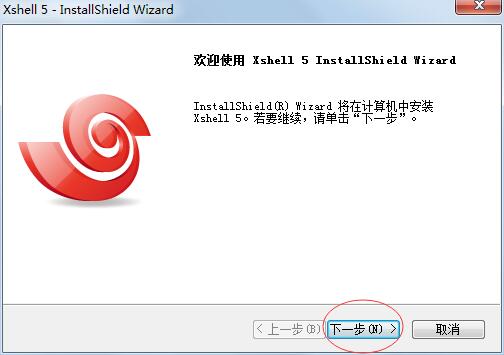 Xshell 5 - InstallShield Wizard
欢迎使用 Xshell 5 InstallShield Wizard
InstallShield(R) Wizard 将在计算机中安装
Xshell 5。若要继续，请单击“下一步”。
< 上一步(B) 下一步(N) > 取消